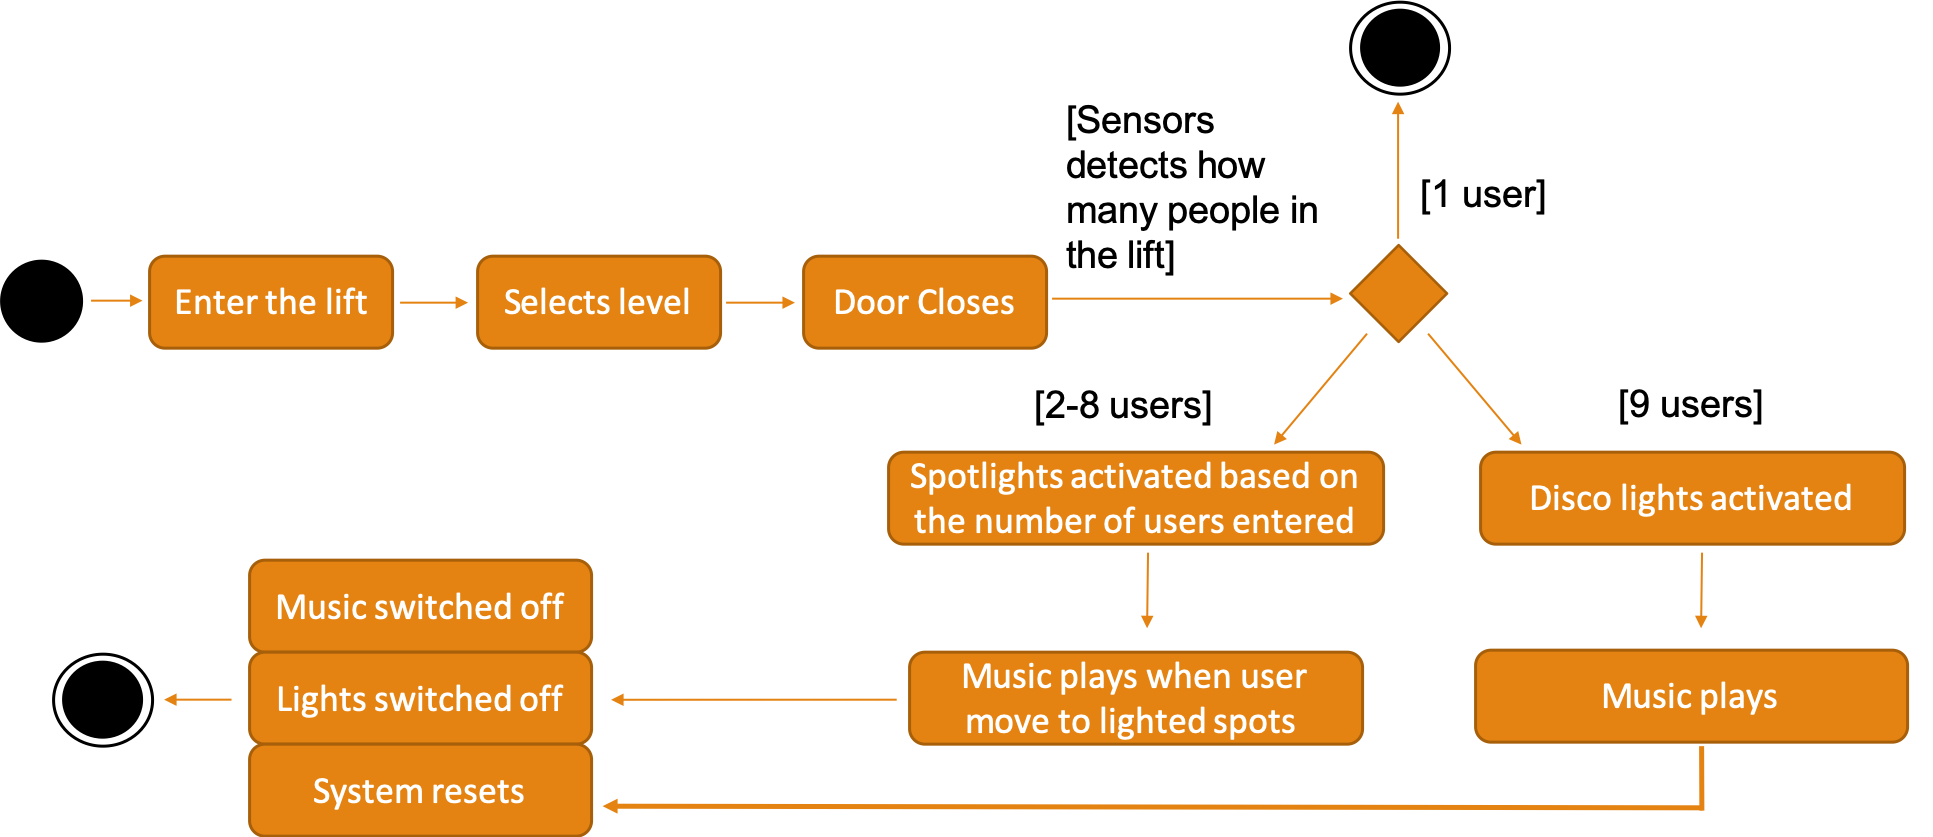 [Sensors
detects how
many people in
the lift]
[1 user]
Enter the lift
Selects level
Door Closes
[2-8 users]
[9 users]
Spotlights activated based on
the number of users entered
Disco lights activated
Music switched off
Lights switched off
System resets
Music plays when user
move to lighted spots
Music plays